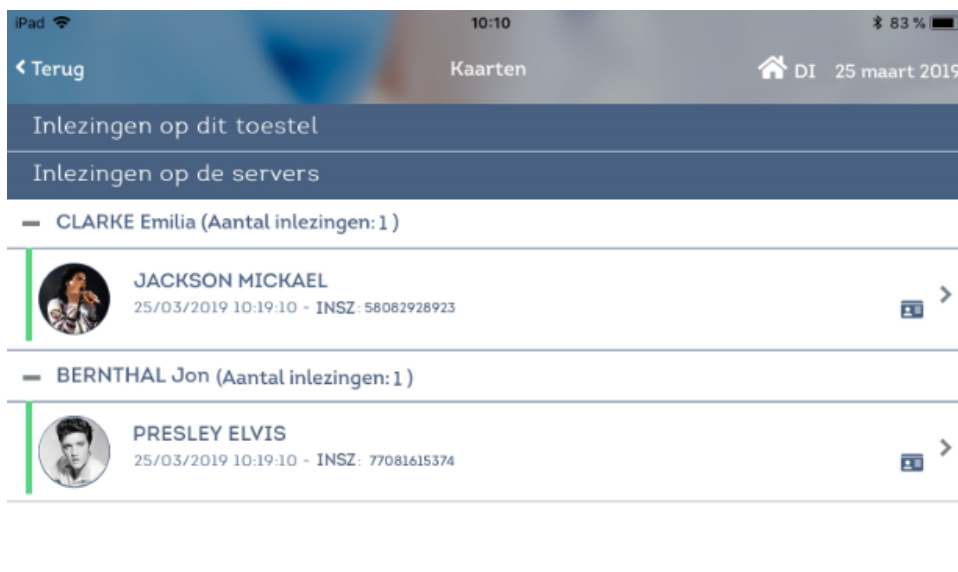 iPad 10:10 83 %
Terug Kaarten DI 25 maart 2019
Inlezingen op dit toestel
Inlezingen op de servers
CLARKE Emilia (Aantal inlezingen: 1 )
JACKSON MICKAEL
25/03/2019 10:19:10 - INSZ: 58082928923
BERNTHAL Jon (Aantal inlezingen: 1 )
PRESLEY ELVIS
25/03/2019 10:19:10 - INSZ: 77081615374